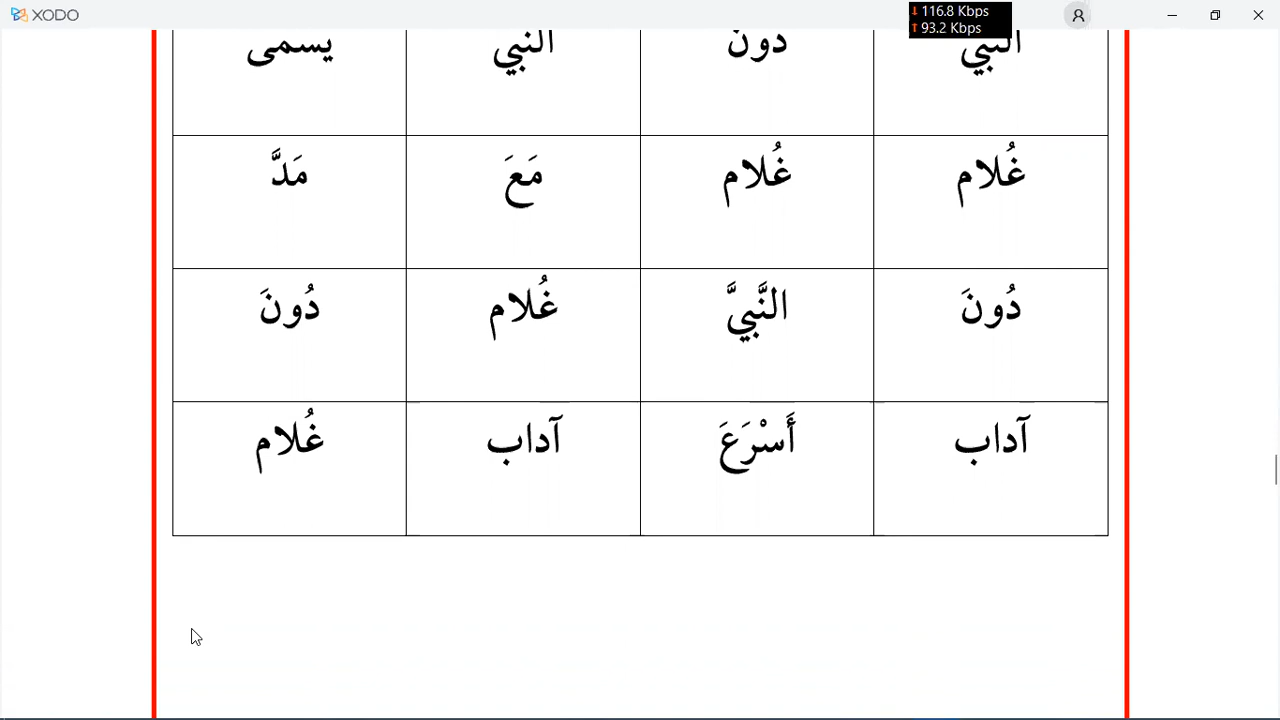 XODO
↓ 116.8 Kbps
↑ 93.2 Kbps
النبي دون النبي يسمى
غُلام غُلام مَعَ مَدَّ
دُونَ النَّبيَّ غُلام دُونَ
آداب أَسْرَعَ آداب غُلام